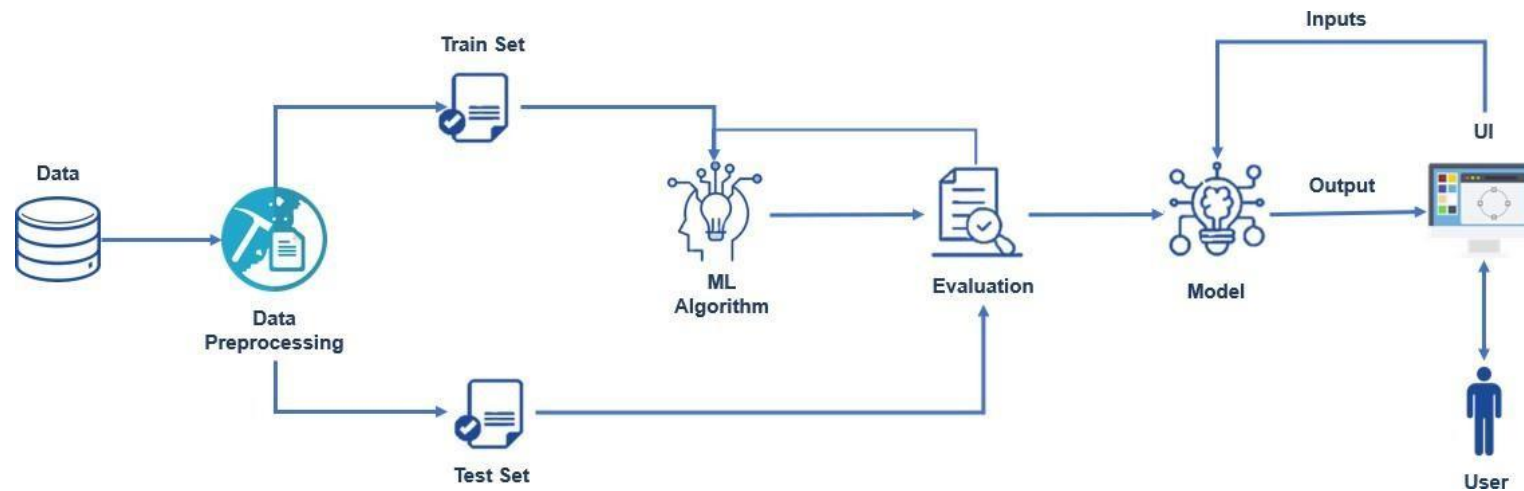 Inputs
Train Set
UI
Data
Output
ML
Algorithm
Evaluation
Model
Data
Preprocessing
Test Set
User